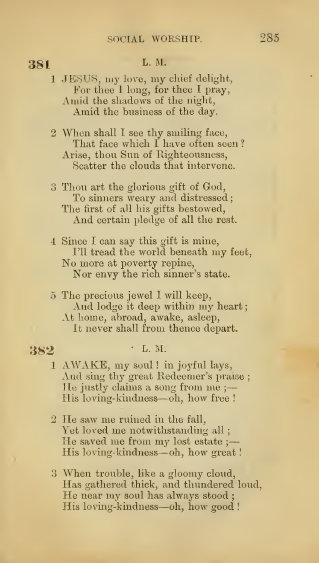 SOCIAL WORSHIP. 285
381 L. M.
1 JESUS, my love, my chief delight,
For thee I long, for thee I pray,
Amid the shadows of the night,
Amid the business of the day.
2 When shall I see thy smiling face,
That face which I have often seen?
Arise, thou Sun of Righteousness,
Scatter the clouds that intervene.
3 Thou art the glorious gift of God,
To sinners weary and distressed;
The first of all his gifts bestowed,
And certain pledge of all the rest.
4 Since I can say this gift is mine,
I'll tread the world beneath my feet,
No more at poverty repine,
Nor envy the rich sinner's state.
5 The precious jewel I will keep,
And lodge it deep within my heart;
At home, abroad, awake, asleep,
It never shall from thence depart.
382 L. M.
1 AWAKE, my soul! in joyful lays,
And sing thy great Redeemer's praise;
He justly claims a song from me;—
His loving-kindness—oh, how free!
2 He saw me ruined in the fall,
Yet loved me notwithstanding all;
He saved me from my lost estate;—
His loving-kindness—oh, how great!
3 When trouble, like a gloomy cloud,
Has gathered thick, and thundered loud,
He near my soul has always stood;
His loving-kindness—oh, how good!